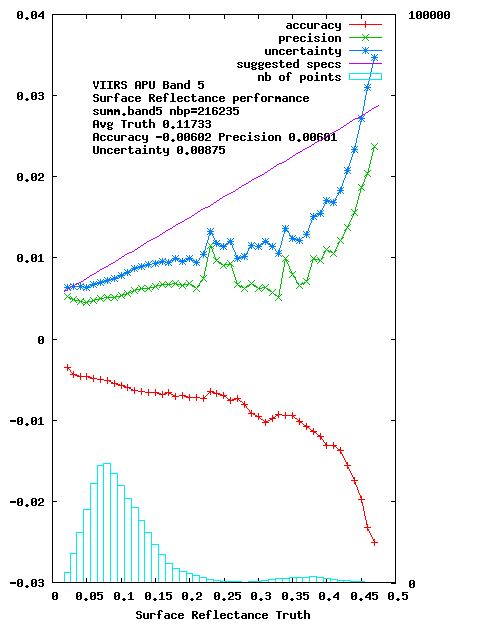 0.04
100000
accuracy
precision
uncertainty
suggested specs
nb of points
VIIRS APU Band 5
Surface Reflectance performance
summ.band5 nbp=216235
Avg Truth 0.11733
Accuracy -0.00602 Precision 0.00601
Uncertainty 0.00875
0.03
0.02
0.01
0
-0.01
-0.02
-0.03
0
0 0.05 0.1 0.15 0.2 0.25 0.3 0.35 0.4 0.45 0.5
Surface Reflectance Truth